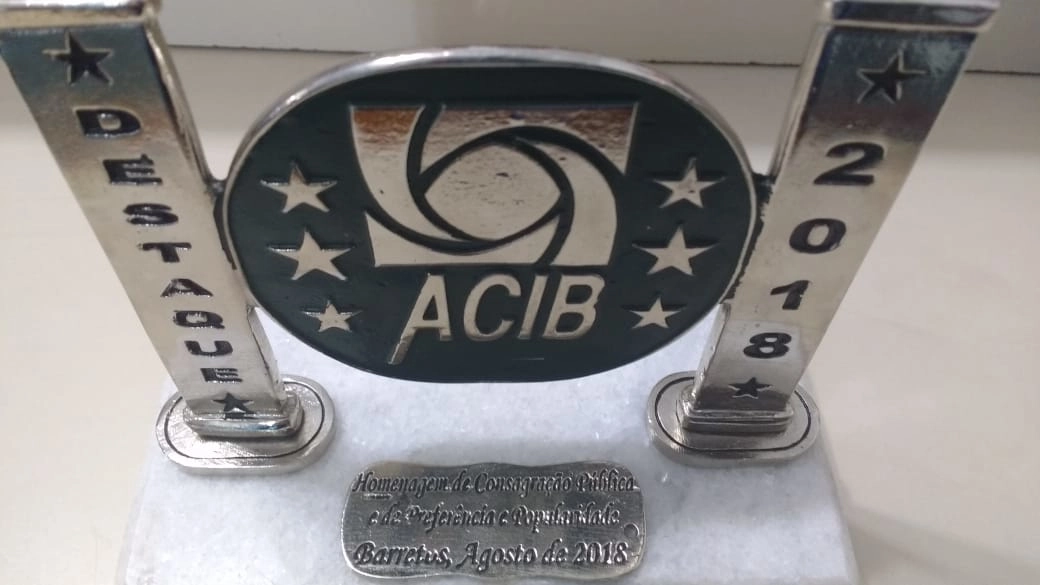 DESTAQUE
ACIB
2018
Homenagem de Consagração Pública
e de Preferência e Popularidade
Barretos, Agosto de 2018